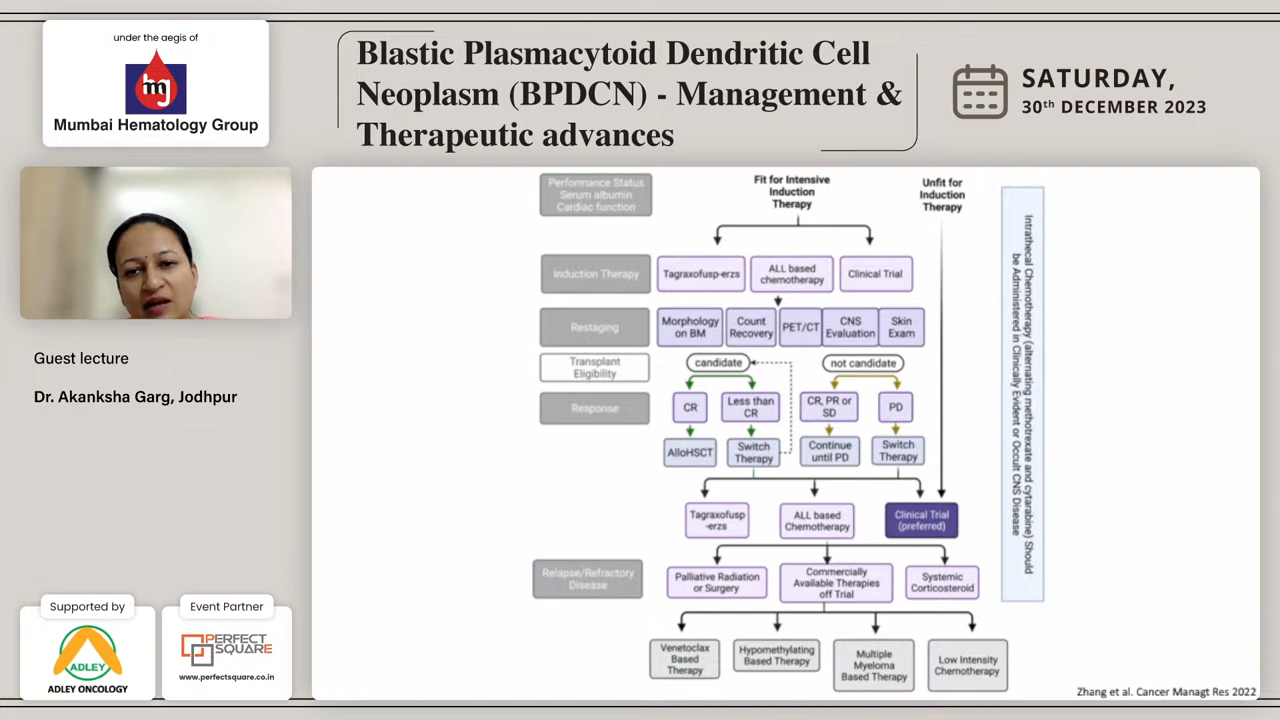 under the aegis of
hg
Mumbai Hematology Group
Blastic Plasmacytoid Dendritic Cell
Neoplasm (BPDCN) - Management &
Therapeutic advances
SATURDAY,
30th DECEMBER 2023
Guest lecture
Dr. Akanksha Garg, Jodhpur
Supported by
ADLEY
ADLEY ONCOLOGY
Event Partner
PERFECT
SQUARE
www.perfectsquare.co.in
Performance Status
Serum albumin
Cardiac function
Fit for Intensive
Induction
Therapy
Unfit for
Induction
Therapy
Induction Therapy
Tagraxofusp-erzs
ALL based
chemotherapy
Clinical Trial
Restaging
Morphology
on BM
Count
Recovery
PET/CT
CNS
Evaluation
Skin
Exam
Transplant
Eligibility
candidate
not candidate
Response
CR
Less than
CR
CR, PR or
SD
PD
AlloHSCT
Switch
Therapy
Continue
until PD
Switch
Therapy
Tagraxofusp
-erzs
ALL based
Chemotherapy
Clinical Trial
(preferred)
Relapse/Refractory
Disease
Palliative Radiation
or Surgery
Commercially
Available Therapies
off Trial
Systemic
Corticosteroid
Venetoclax
Based
Therapy
Hypomethylating
Based Therapy
Multiple
Myeloma
Based Therapy
Low Intensity
Chemotherapy
Intrathecal Chemotherapy (alternating methotrexate and cytarabine) Should
be Administered in Clinically Evident or Occult CNS Disease
Zhang et al. Cancer Managt Res 2022